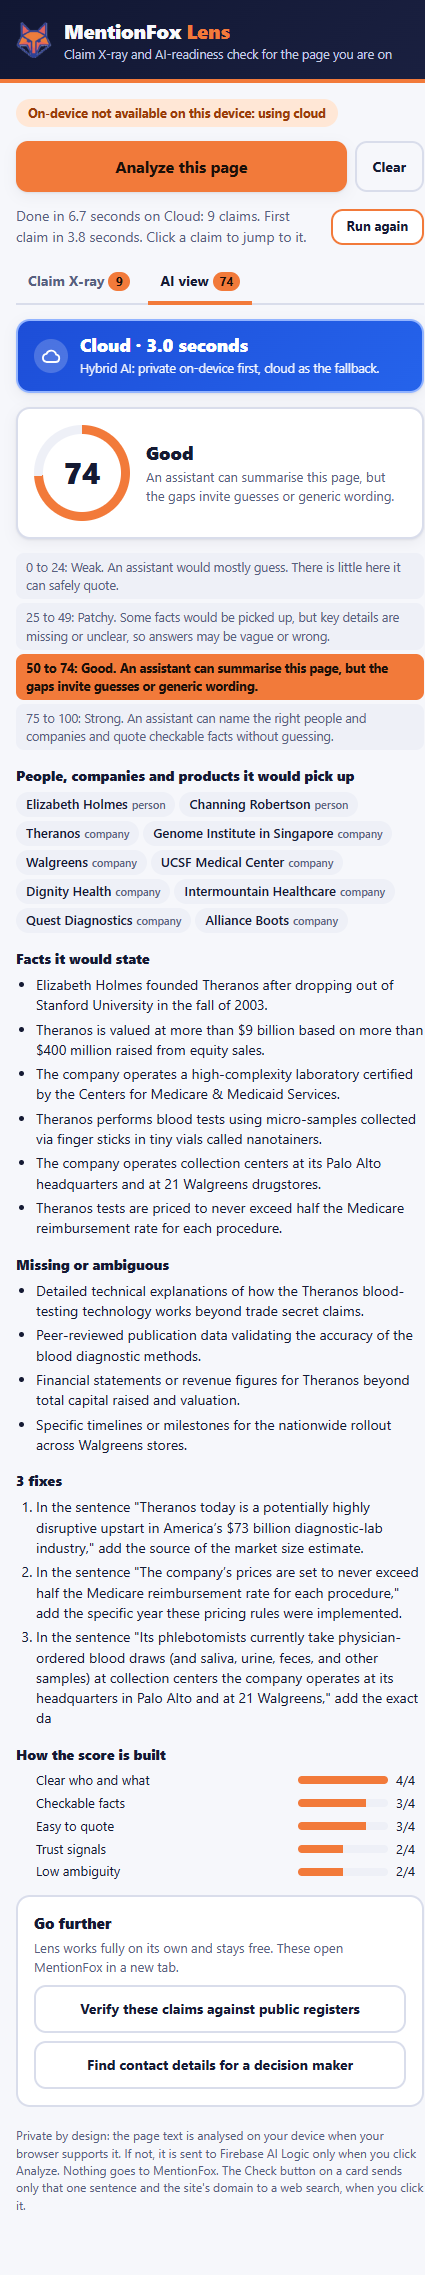 MentionFox Lens
Claim X-ray and AI-readiness check for the page you are on
On-device not available on this device: using cloud
Analyze this page
Clear
Done in 6.7 seconds on Cloud: 9 claims. First
claim in 3.8 seconds. Click a claim to jump to it.
Run again
Claim X-ray 9
AI view 74
Cloud · 3.0 seconds
Hybrid AI: private on-device first, cloud as the fallback.
74
Good
An assistant can summarise this page, but
the gaps invite guesses or generic wording.
0 to 24: Weak. An assistant would mostly guess. There is little here it
can safely quote.
25 to 49: Patchy. Some facts would be picked up, but key details are
missing or unclear, so answers may be vague or wrong.
50 to 74: Good. An assistant can summarise this page, but the
gaps invite guesses or generic wording.
75 to 100: Strong. An assistant can name the right people and
companies and quote checkable facts without guessing.
People, companies and products it would pick up
Elizabeth Holmes person
Channing Robertson person
Theranos company
Genome Institute in Singapore company
Walgreens company
UCSF Medical Center company
Dignity Health company
Intermountain Healthcare company
Quest Diagnostics company
Alliance Boots company
Facts it would state
• Elizabeth Holmes founded Theranos after dropping out of
Stanford University in the fall of 2003.
• Theranos is valued at more than $9 billion based on more than
$400 million raised from equity sales.
• The company operates a high-complexity laboratory certified
by the Centers for Medicare & Medicaid Services.
• Theranos performs blood tests using micro-samples collected
via finger sticks in tiny vials called nanotainers.
• The company operates collection centers at its Palo Alto
headquarters and at 21 Walgreens drugstores.
• Theranos tests are priced to never exceed half the Medicare
reimbursement rate for each procedure.
Missing or ambiguous
• Detailed technical explanations of how the Theranos blood-
testing technology works beyond trade secret claims.
• Peer-reviewed publication data validating the accuracy of the
blood diagnostic methods.
• Financial statements or revenue figures for Theranos beyond
total capital raised and valuation.
• Specific timelines or milestones for the nationwide rollout
across Walgreens stores.
3 fixes
1. In the sentence "Theranos today is a potentially highly
disruptive upstart in America's $73 billion diagnostic-lab
industry," add the source of the market size estimate.
2. In the sentence "The company's prices are set to never exceed
half the Medicare reimbursement rate for each procedure,"
add the specific year these pricing rules were implemented.
3. In the sentence "Its phlebotomists currently take physician-
ordered blood draws (and saliva, urine, feces, and other
samples) at collection centers the company operates at its
headquarters in Palo Alto and at 21 Walgreens," add the exact
da
How the score is built
Clear who and what 4/4
Checkable facts 3/4
Easy to quote 3/4
Trust signals 2/4
Low ambiguity 2/4
Go further
Lens works fully on its own and stays free. These open
MentionFox in a new tab.
Verify these claims against public registers
Find contact details for a decision maker
Private by design: the page text is analysed on your device when your
browser supports it. If not, it is sent to Firebase AI Logic only when you click
Analyze. Nothing goes to MentionFox. The Check button on a card sends
only that one sentence and the site's domain to a web search, when you click
it.